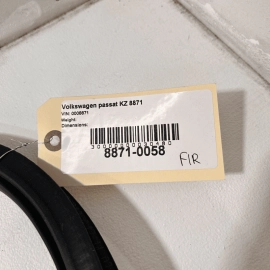 Volkswagen passat KZ 8871
VIN: 0008871
Weight:
Dimensions:
8871-0058
F/R